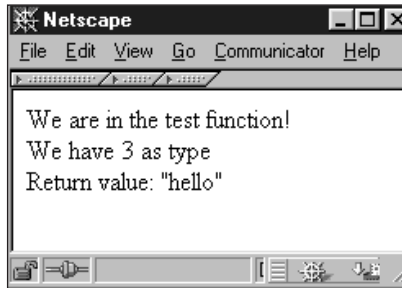 Netscape
File Edit View Go Communicator Help
We are in the test function!
We have 3 as type
Return value: "hello"